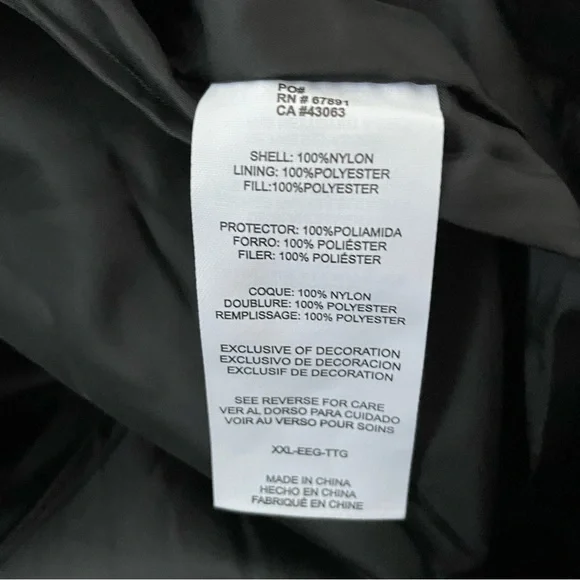 PO#
RN # 67891
CA #43063
SHELL: 100%NYLON
LINING: 100%POLYESTER
FILL:100%POLYESTER
PROTECTOR: 100%POLIAMIDA
FORRO: 100% POLIÉSTER
FILER: 100% POLIÉSTER
COQUE: 100% NYLON
DOUBLURE: 100% POLYESTER
REMPLISSAGE: 100% POLYESTER
EXCLUSIVE OF DECORATION
EXCLUSIVO DE DECORACION
EXCLUSIF DE DECORATION
SEE REVERSE FOR CARE
VER AL DORSO PARA CUIDADO
VOIR AU VERSO POUR SOINS
XXL-EEG-TTG
MADE IN CHINA
HECHO EN CHINA
FABRIQUÉ EN CHINE